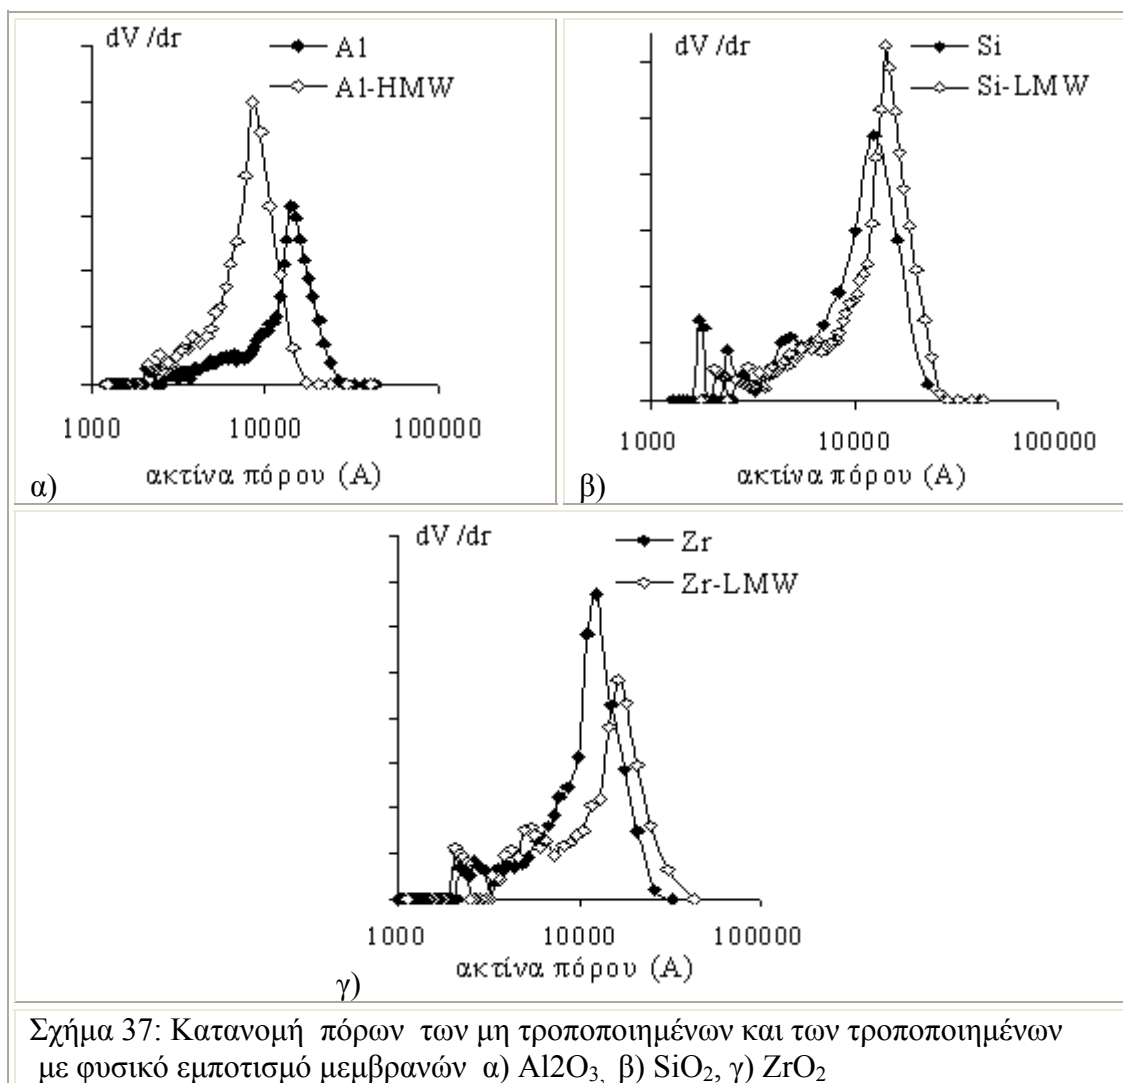 dV /dr
Al
Al-HMW
1000 10000 100000
ακτίνα πόρου (A)
α)
dV /dr
Si
Si-LMW
1000 10000 100000
ακτίνα πόρου (A)
β)
dV /dr
Zr
Zr-LMW
1000 10000 100000
ακτίνα πόρου (A)
γ)
Σχήμα 37: Κατανομή πόρων των μη τροποποιημένων και των τροποποιημένων
με φυσικό εμποτισμό μεμβρανών α) Al2O3, β) SiO2, γ) ZrO2